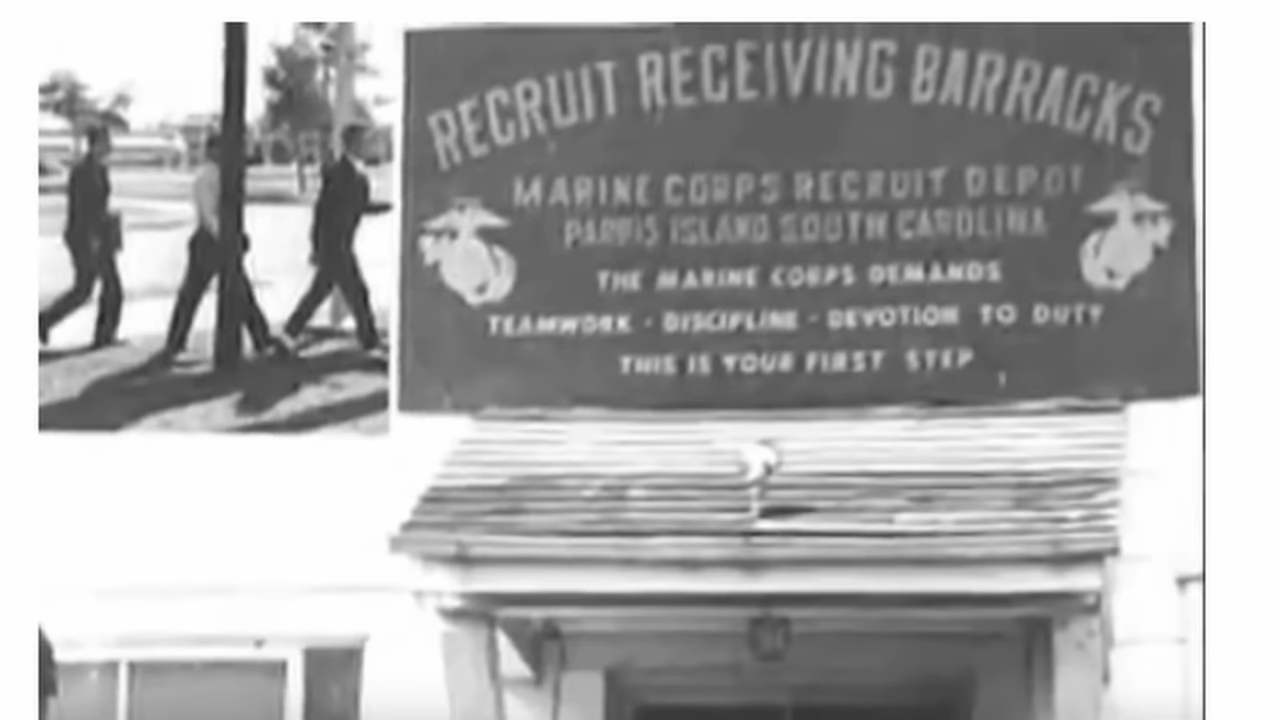 RECRUIT RECEIVING BARRACKS
MARINE CORPS RECRUIT DEPOT
PARRIS ISLAND SOUTH CAROLINA
THE MARINE CORPS DEMANDS
TEAMWORK - DISCIPLINE - DEVOTION TO DUTY
THIS IS YOUR FIRST STEP